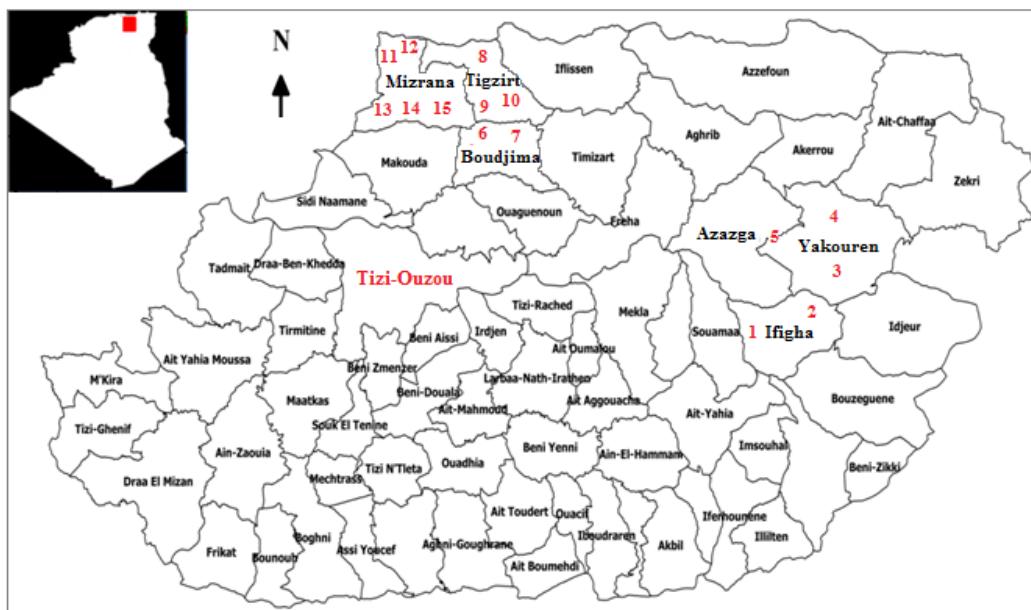 N
12
11
8
Iflissen
Azzefoun
Mizrana
Tigzirt
13
14
15
9
10
Ait-Chaffaa
6
7
Aghrib
Akerrou
Makouda
Boudjima
Timizart
Zekri
Sidi Naamane
Ouaguenoun
Freha
4
Azazga
5
Yakouren
3
Tadmait
Draa-Ben-Khedda
Tizi-Ouzou
Tizi-Rached
Mekla
2
Tirmitine
Beni Aissi
Irdjen
Souamaa
1
Ifigha
Idjeur
Ait Yahia Moussa
Ait Oumalou
Beni Zmenzer
M'Kira
Larbaa-Nath-Irathen
Maatkas
Beni-Douala
Ait-Mahmoud
Ait Aggouacha
Bouzeguene
Ait-Yahia
Tizi-Ghenif
Souk El Tenine
Ain-Zaouia
Beni Yenni
Imsouhal
Ain-El-Hammam
Tizi N'Tleta
Ouadhia
Beni-Zikki
Mechtrass
Draa El Mizan
Ait Toudert
Ouacif
Iferhounene
Illilten
Boghni
Iboudraren
Frikat
Bounouh
Assi Youcef
Agheni-Goughrane
Akbil
Ait Boumehdi